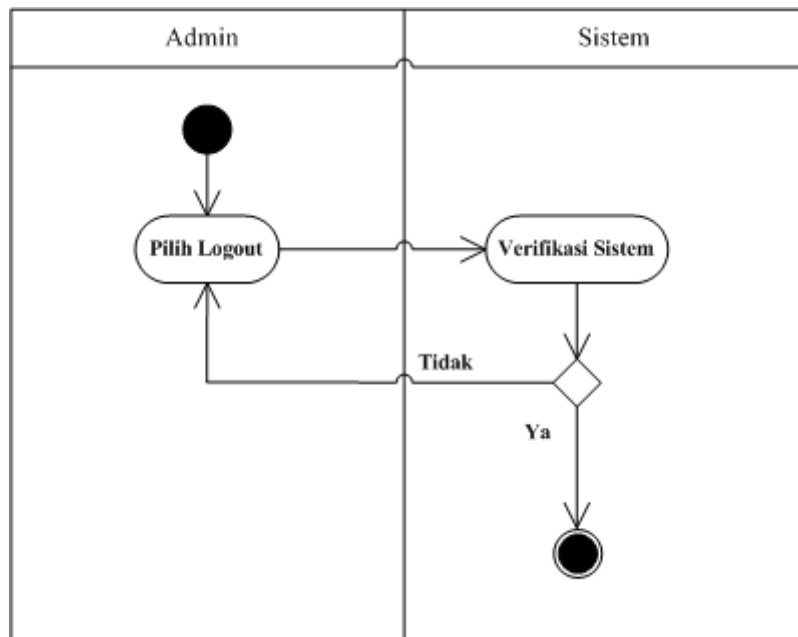 Admin
Sistem
Pilih Logout
Verifikasi Sistem
Tidak
Ya